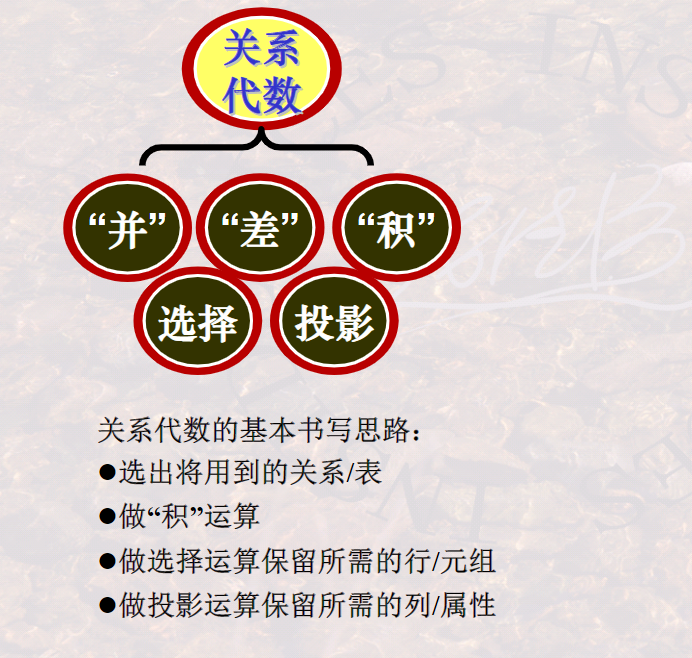 关系
代数
“并” “差” “积”
选择 投影
关系代数的基本书写思路：
●选出将用到的关系/表
●做“积”运算
●做选择运算保留所需的行/元组
●做投影运算保留所需的列/属性